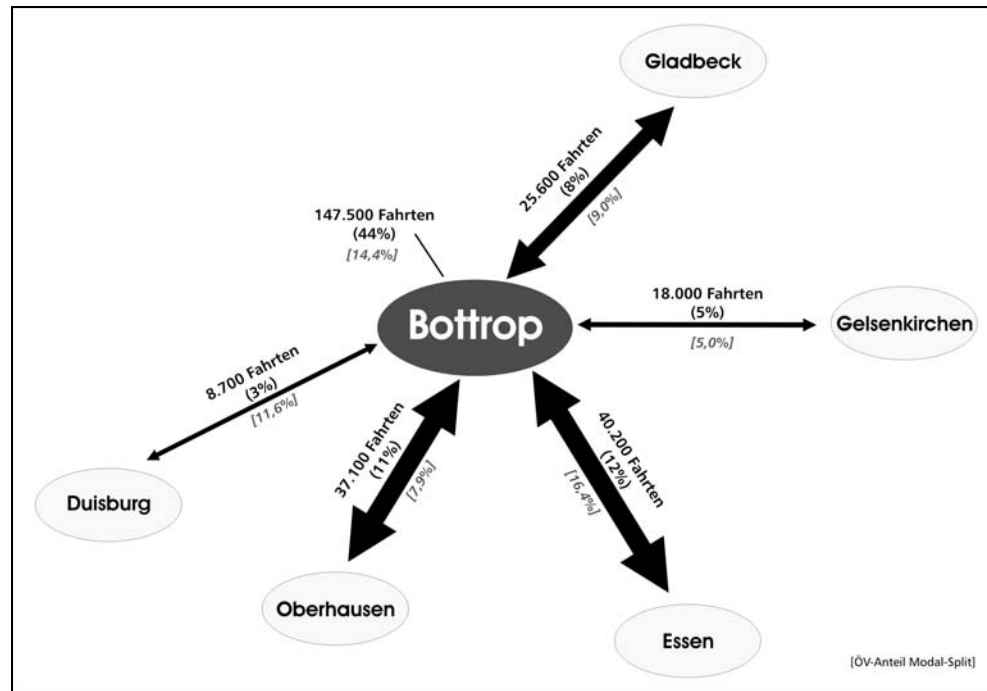 Gladbeck
25.600 Fahrten
(8%)
[9,0%]
147.500 Fahrten
(44%)
[14,4%]
Bottrop
18.000 Fahrten
(5%)
[5,0%]
Gelsenkirchen
8.700 Fahrten
(3%)
[11,6%]
Duisburg
37.100 Fahrten
(11%)
[7,9%]
Oberhausen
40.200 Fahrten
(12%)
[16,4%]
Essen
[ÖV-Anteil Modal-Split]